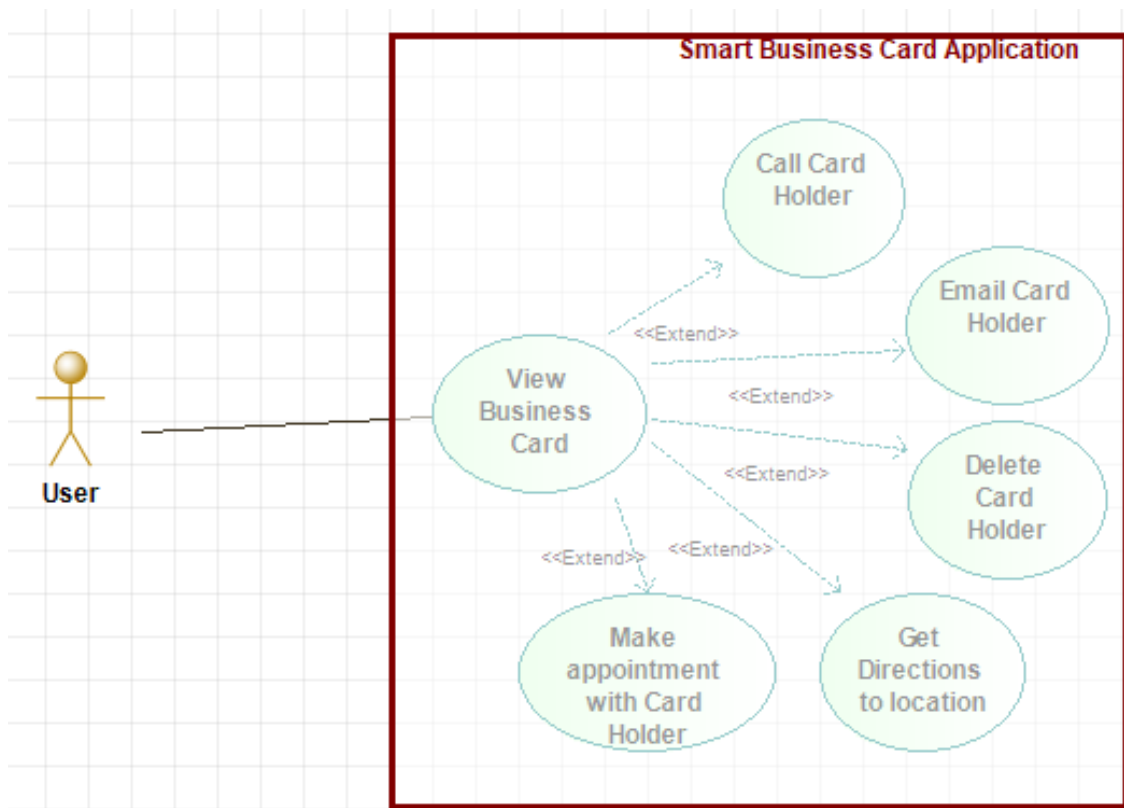 Smart Business Card Application
Call Card
Holder
Email Card
Holder
<<Extend>>
View
Business
Card
<<Extend>>
Delete
Card
Holder
<<Extend>>
User
<<Extend>>
<<Extend>>
Make
appointment
with Card
Holder
Get
Directions
to location